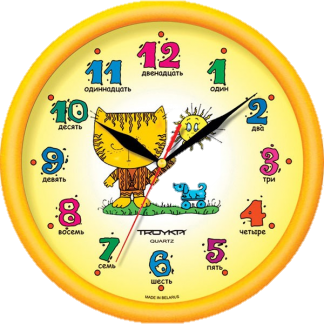 12
двенадцать
11
одиннадцать
1
один
10
десять
2
два
9
девять
3
три
8
восемь
4
четыре
TROYKA
QUARTZ
7
семь
5
пять
6
шесть
MADE IN BELARUS